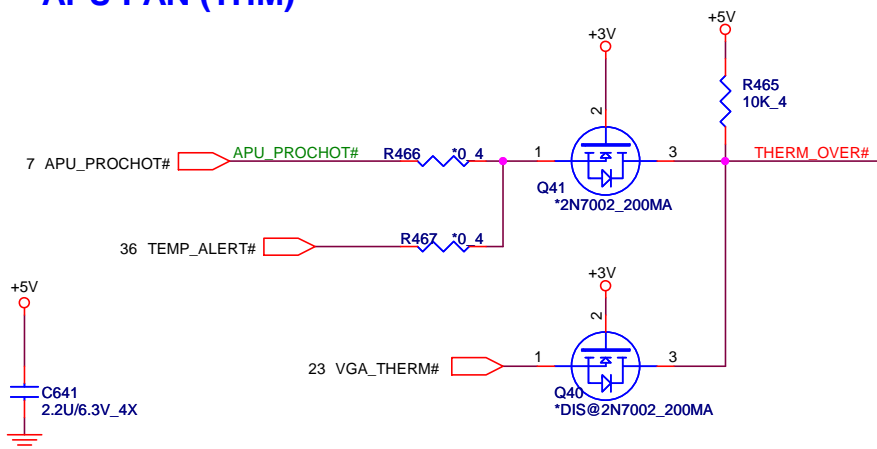 APU FAN (THM)
+5V
+3V
R465
10K_4
2
7 APU_PROCHOT#
APU_PROCHOT#
R466
*0_4
1
3
THERM_OVER#
Q41
*2N7002_200MA
36 TEMP_ALERT#
R467
*0_4
+3V
+5V
2
23 VGA_THERM#
1
3
Q40
*DIS@2N7002_200MA
C641
2.2U/6.3V_4X